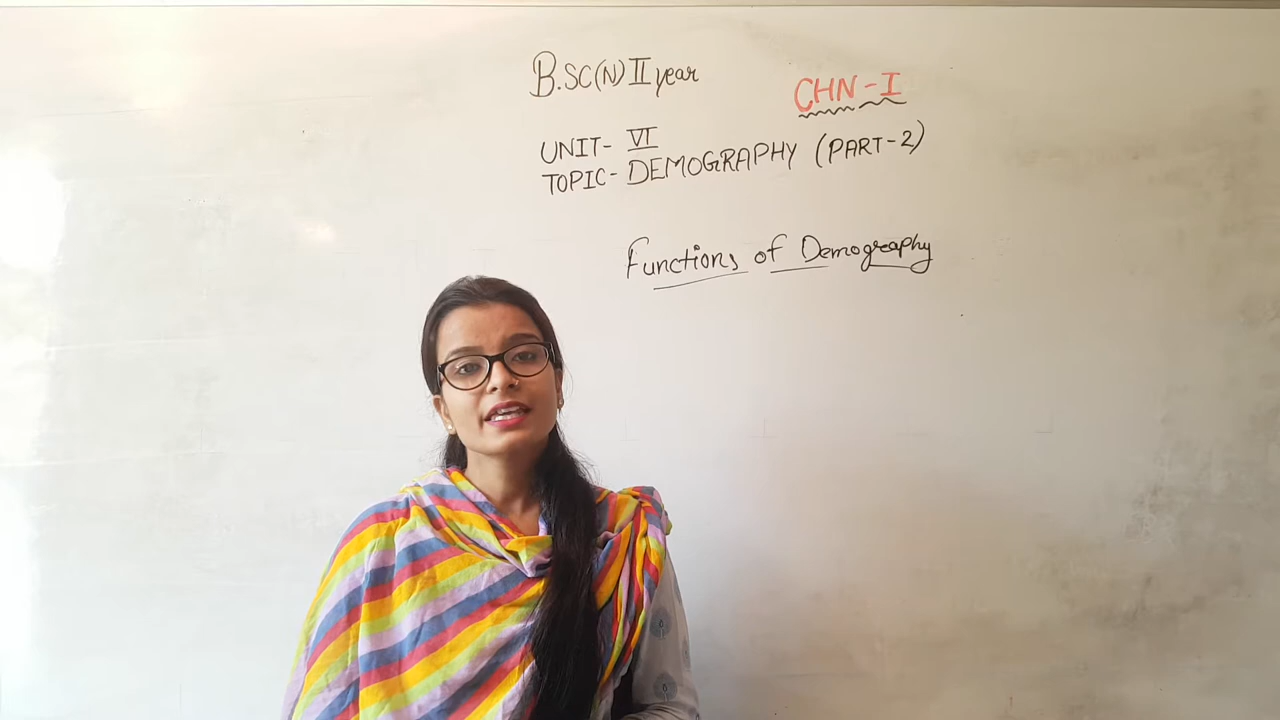 B.SC(N) II year
CHN-I
UNIT- VI
TOPIC- DEMOGRAPHY (PART-2)
Functions of Demography